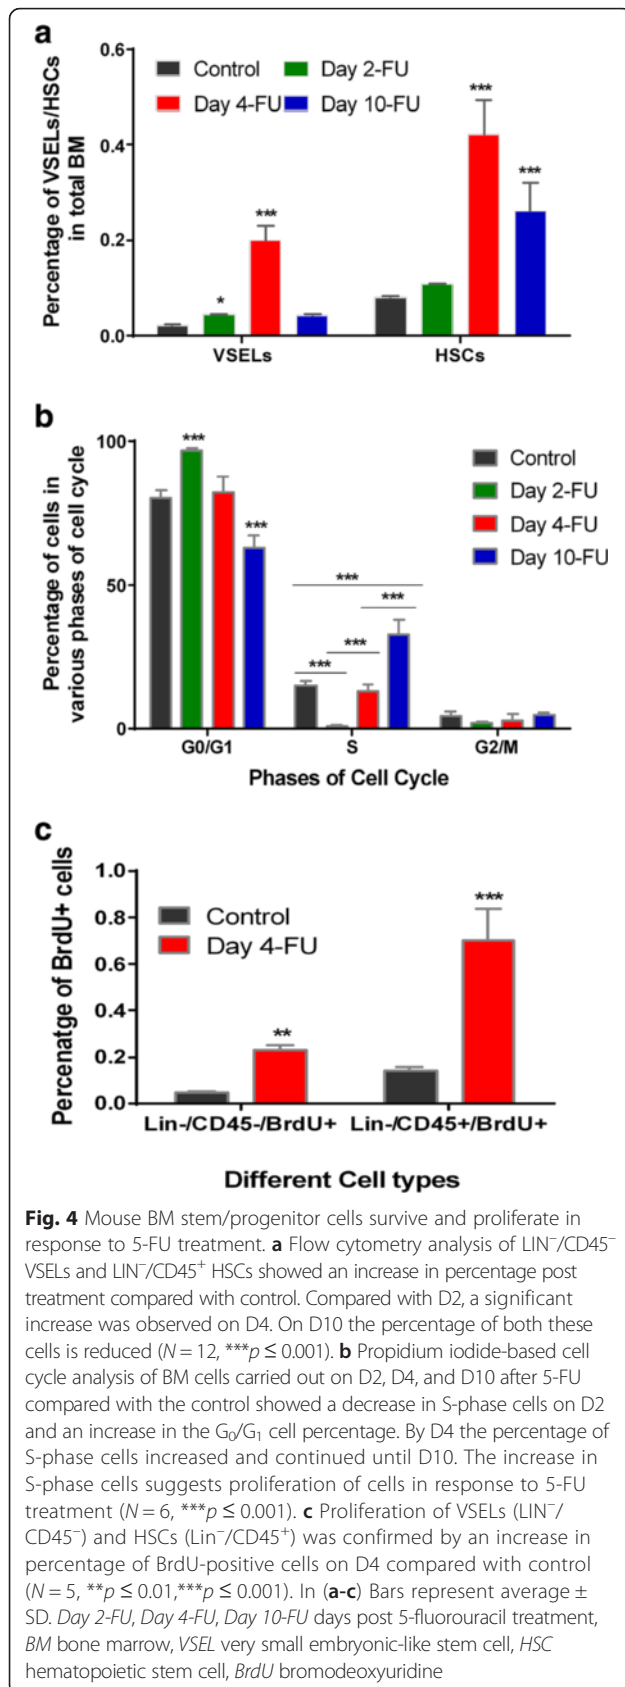 a
0.6
Control
Day 2-FU
Day 4-FU
Day 10-FU
***
0.4
***
***
0.2
*
0.0
Percentage of VSELs/HSCs
in total BM
VSELs
HSCs
b
100
***
Control
Day 2-FU
Day 4-FU
Day 10-FU
***
***
***
50
***
***
0
Percentage of cells in
various phases of cell cycle
G0/G1
S
G2/M
Phases of Cell Cycle
c
1.0
Control
Day 4-FU
***
0.8
0.6
0.4
**
0.2
0.0
Percenatge of BrdU+ cells
Lin-/CD45-/BrdU+
Lin-/CD45+/BrdU+
Different Cell types
Fig. 4 Mouse BM stem/progenitor cells survive and proliferate in
response to 5-FU treatment. a Flow cytometry analysis of LIN⁻/CD45⁻
VSELs and LIN⁻/CD45⁺ HSCs showed an increase in percentage post
treatment compared with control. Compared with D2, a significant
increase was observed on D4. On D10 the percentage of both these
cells is reduced (N = 12, ***p ≤ 0.001). b Propidium iodide-based cell
cycle analysis of BM cells carried out on D2, D4, and D10 after 5-FU
compared with the control showed a decrease in S-phase cells on D2
and an increase in the G₀/G₁ cell percentage. By D4 the percentage of
S-phase cells increased and continued until D10. The increase in
S-phase cells suggests proliferation of cells in response to 5-FU
treatment (N = 6, ***p ≤ 0.001). c Proliferation of VSELs (LIN⁻/
CD45⁻) and HSCs (Lin⁻/CD45⁺) was confirmed by an increase in
percentage of BrdU-positive cells on D4 compared with control
(N = 5, **p ≤ 0.01,***p ≤ 0.001). In (a-c) Bars represent average ±
SD. Day 2-FU, Day 4-FU, Day 10-FU days post 5-fluorouracil treatment,
BM bone marrow, VSEL very small embryonic-like stem cell, HSC
hematopoietic stem cell, BrdU bromodeoxyuridine